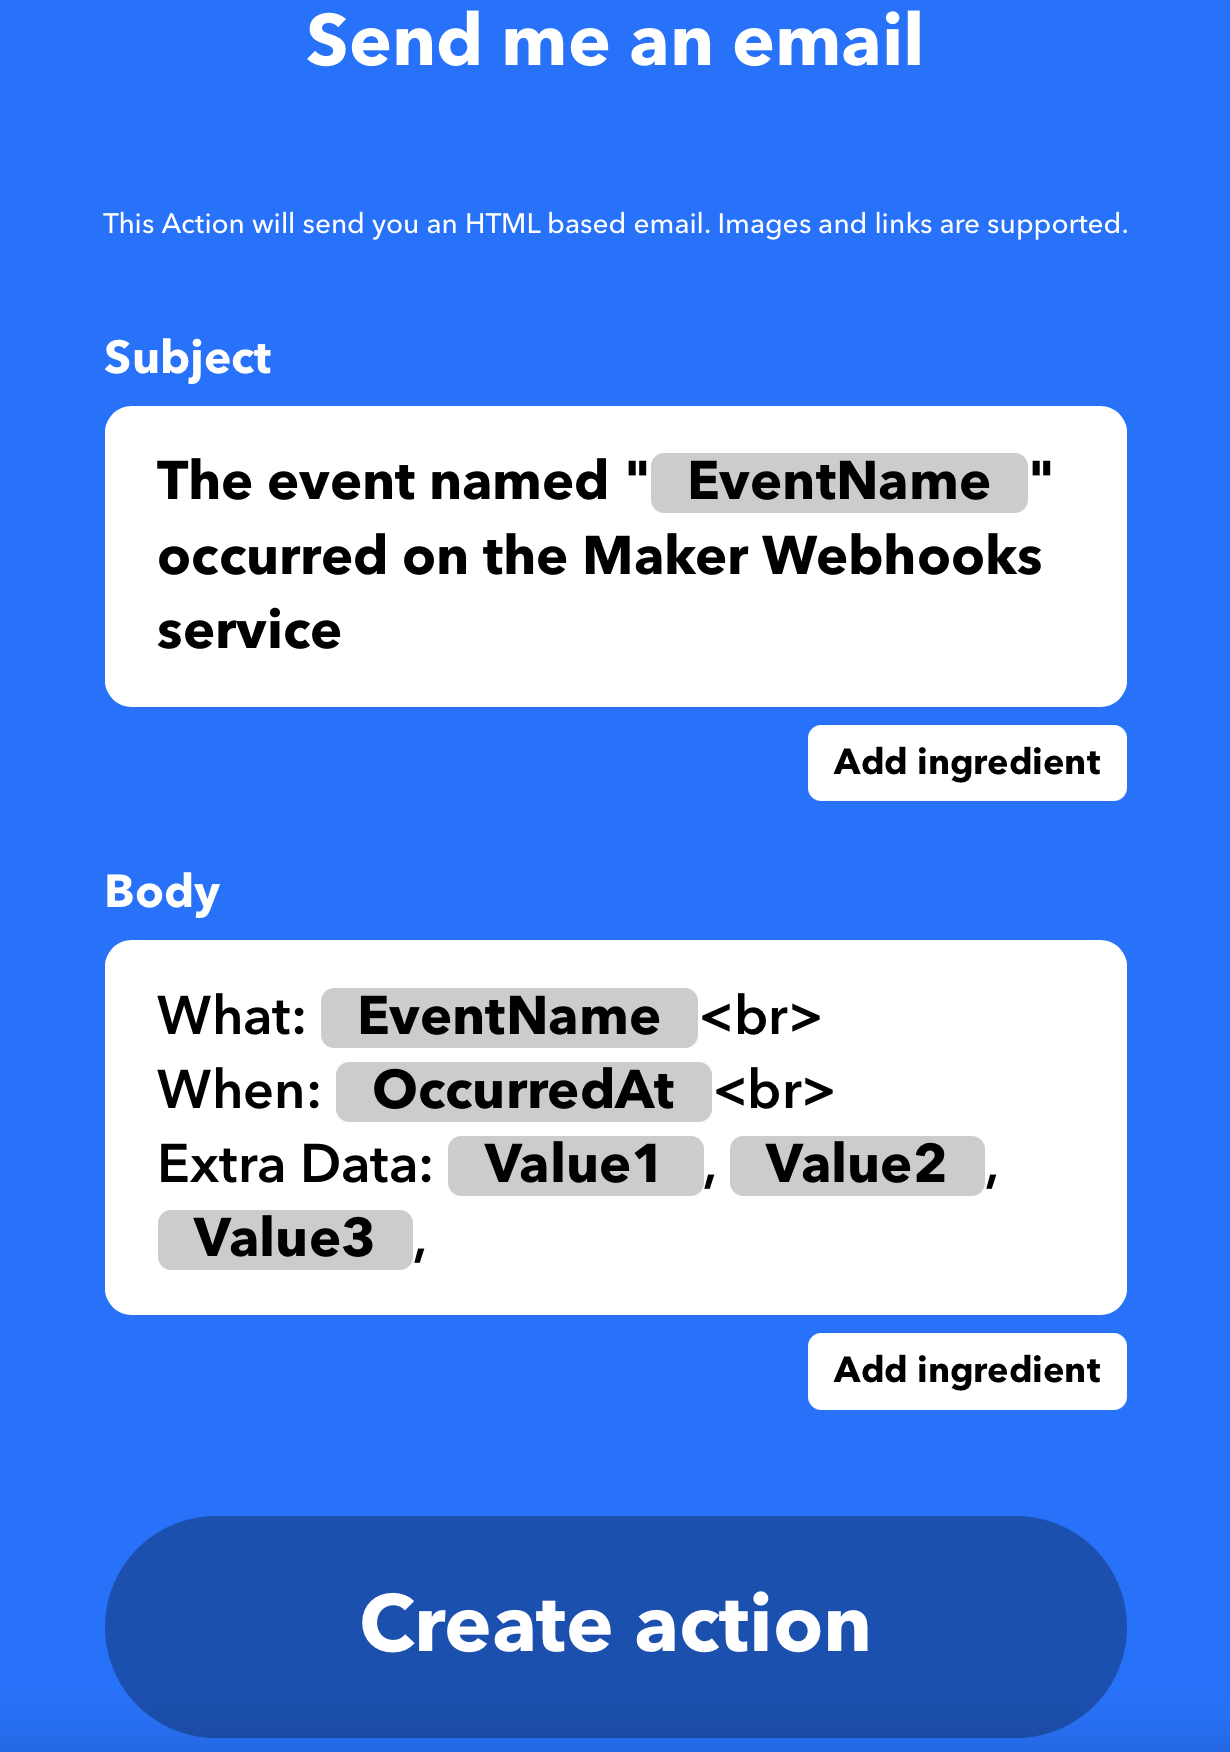 Send me an email
This Action will send you an HTML based email. Images and links are supported.
Subject
The event named " EventName "
occurred on the Maker Webhooks
service
Add ingredient
Body
What: EventName <br>
When: OccurredAt <br>
Extra Data: Value1 , Value2 ,
Value3 ,
Add ingredient
Create action